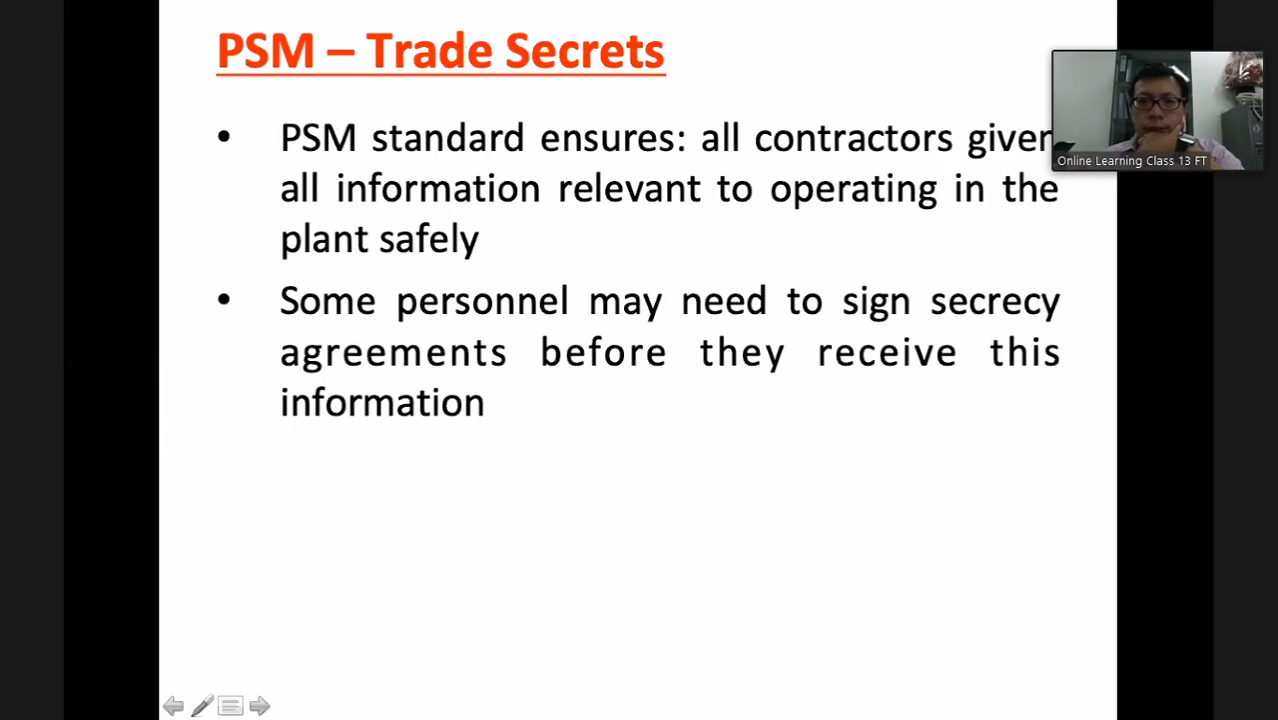 PSM – Trade Secrets
• PSM standard ensures: all contractors given
all information relevant to operating in the
plant safely
• Some personnel may need to sign secrecy
agreements before they receive this
information
Online Learning Class 13 FT